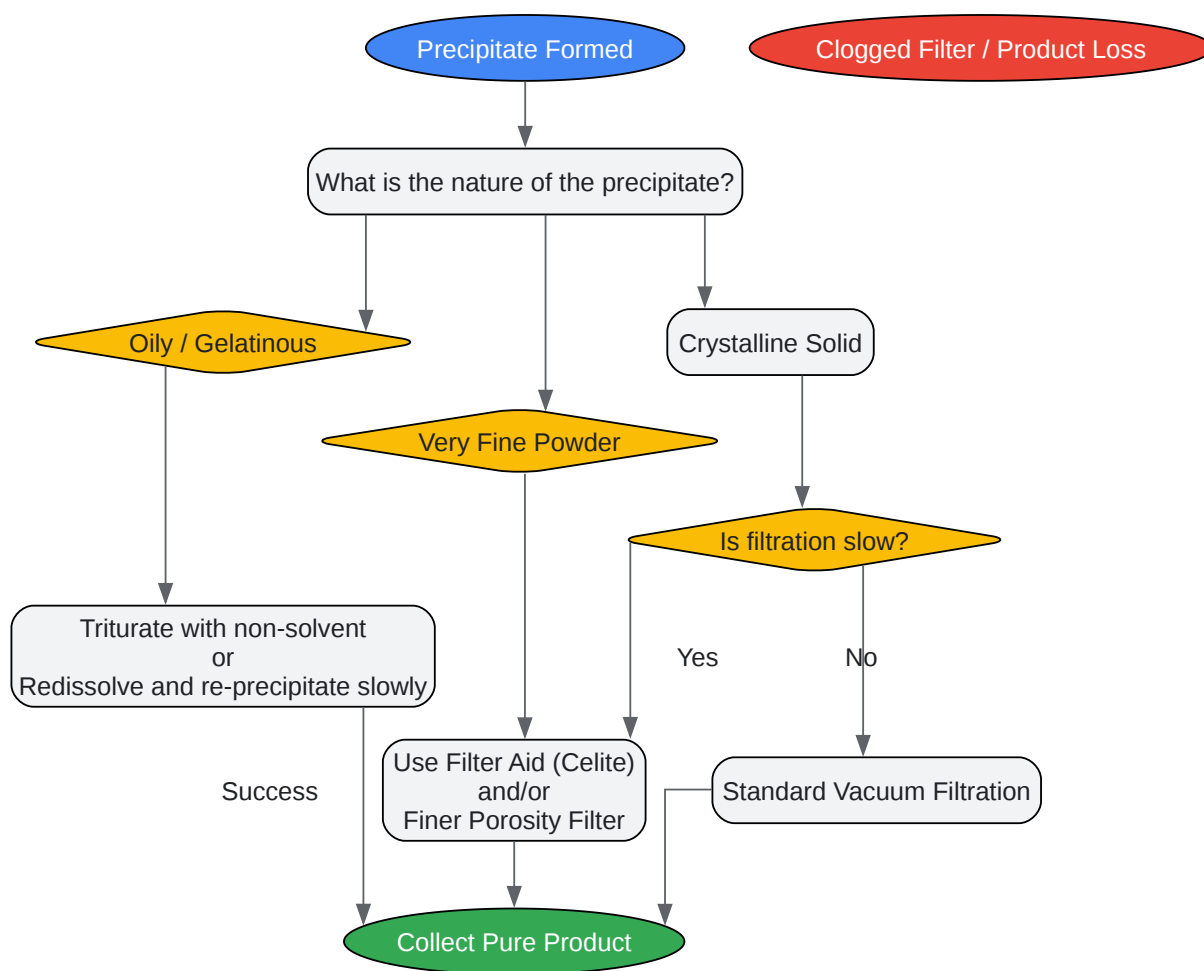 Precipitate Formed
Clogged Filter / Product Loss
What is the nature of the precipitate?
Oily / Gelatinous
Crystalline Solid
Very Fine Powder
Is filtration slow?
Triturate with non-solvent
or
Redissolve and re-precipitate slowly
Yes
No
Use Filter Aid (Celite)
and/or
Finer Porosity Filter
Standard Vacuum Filtration
Success
Collect Pure Product